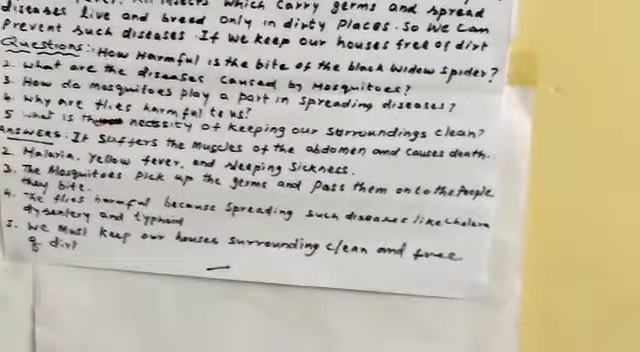 which carry germs and spread
diseases live and breed only in dirty places. So we can
prevent such diseases. If we keep our houses free of dirt
Questions: How Harmful is the bite of the black widow spider?
2. what are the diseases caused by Mosquitoes?
3. How do mosquitoes play a part in spreading diseases?
4. why are flies harmful to us?
5 what is the necssity of keeping our surroundings clean?
ANSWERS: It suffers the muscles of the abdomen and causes death.
2 Malaria, Yellow fever, and sleeping sickness.
3. The Mosquitoes pick up the germs and pass them on to the people
they bite.
4. The flies harmful because spreading such diseases like Cholera
dysentery and typhoid
5. we must keep our houses surrounding clean and free
of dirt